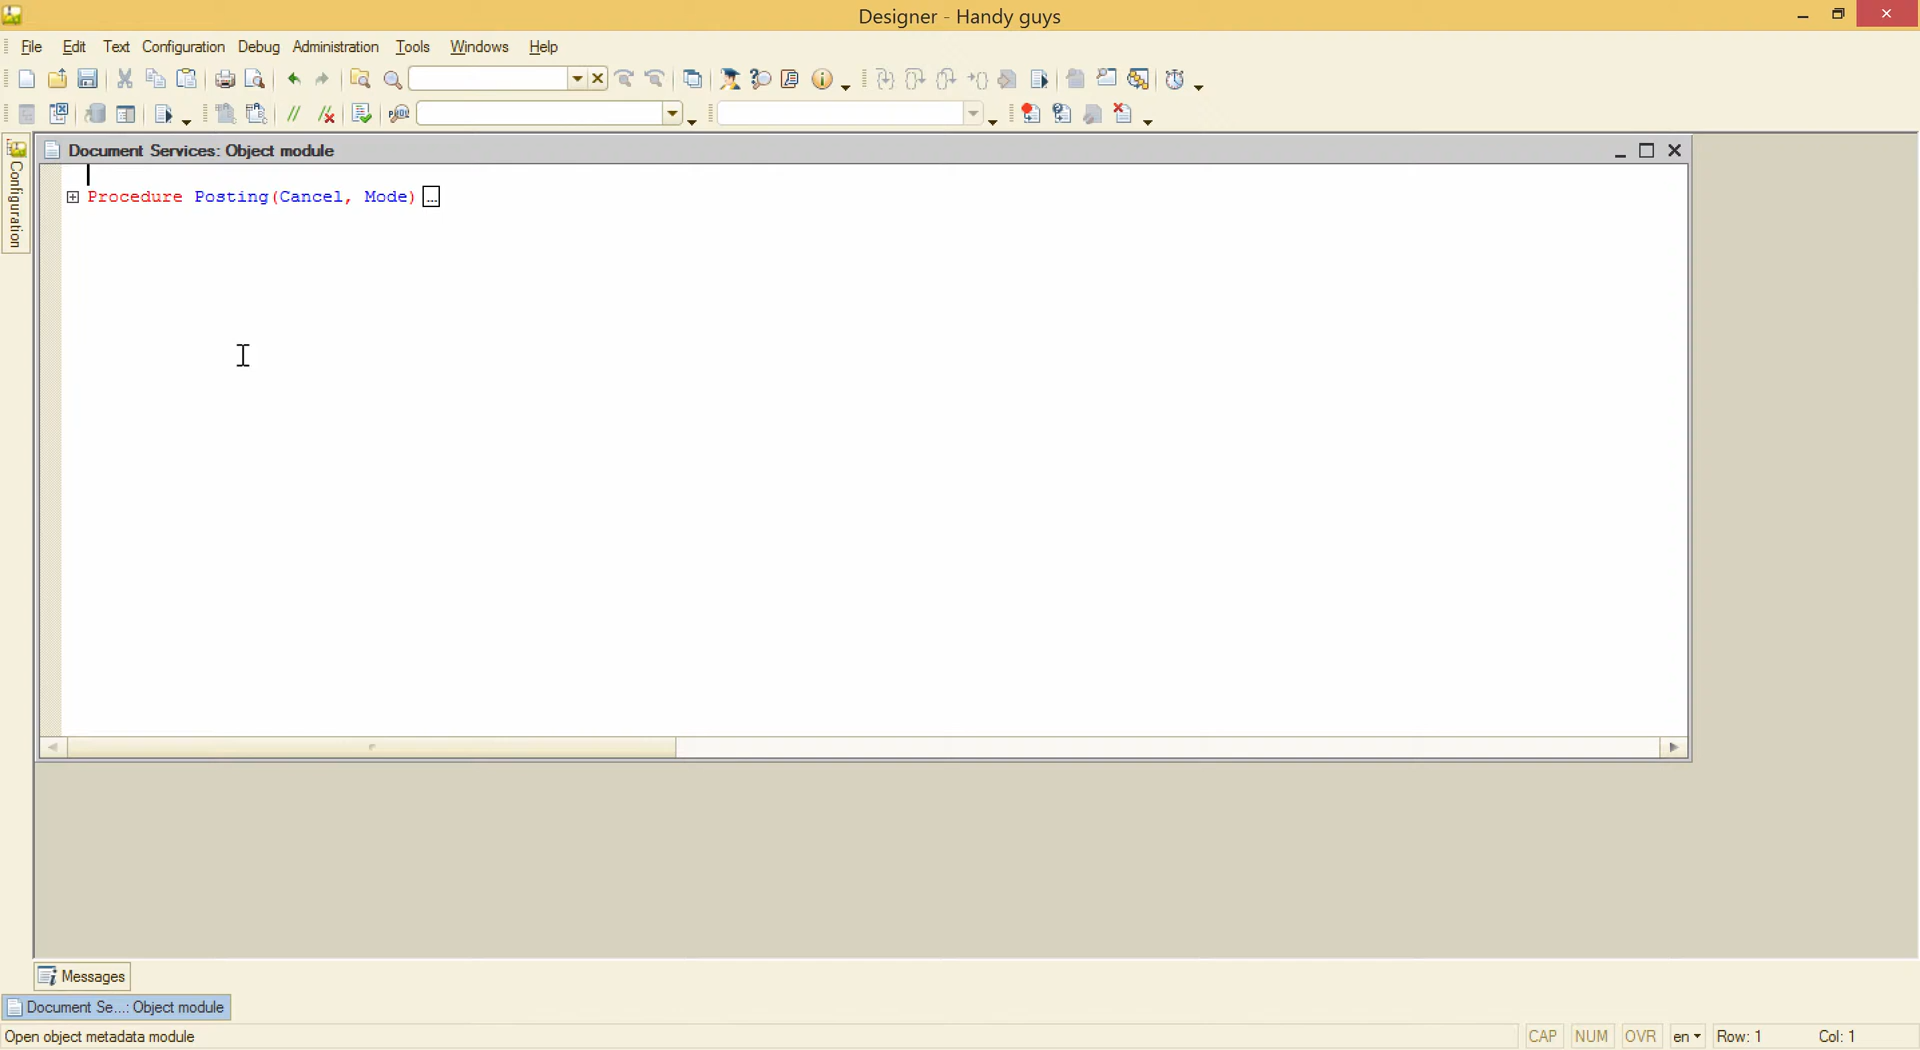 Designer - Handy guys
File Edit Text Configuration Debug Administration Tools Windows Help
Configuration
Document Services: Object module
Procedure Posting(Cancel, Mode) ...
Messages
Document Se...: Object module
Open object metadata module
CAP NUM OVR en Row: 1 Col: 1